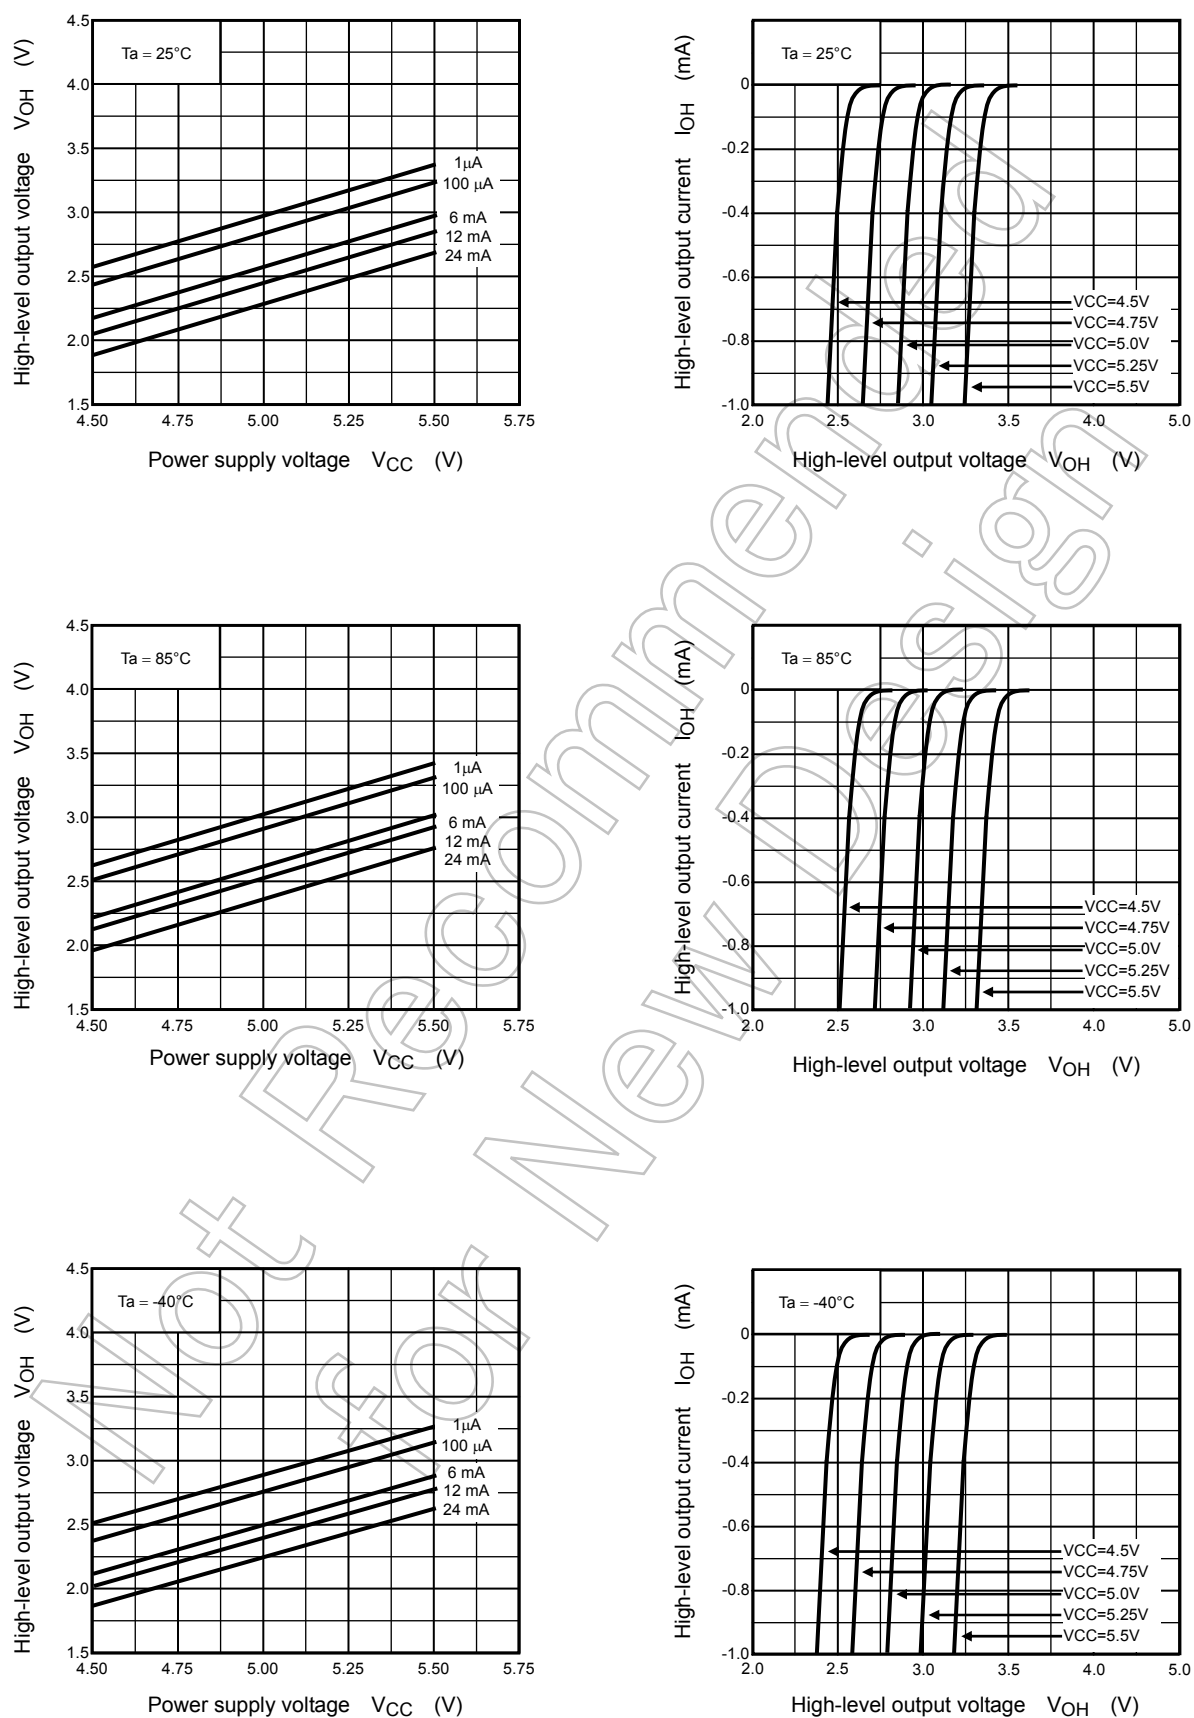 Ta = 25°C
High-level output voltage VOH (V)
4.5
4.0
3.5
3.0
2.5
2.0
1.5
1μA
100 μA
6 mA
12 mA
24 mA
4.50 4.75 5.00 5.25 5.50 5.75
Power supply voltage VCC (V)
Ta = 25°C
High-level output current IOH (mA)
0
-0.2
-0.4
-0.6
-0.8
-1.0
VCC=4.5V
VCC=4.75V
VCC=5.0V
VCC=5.25V
VCC=5.5V
2.0 2.5 3.0 3.5 4.0 5.0
High-level output voltage VOH (V)
Ta = 85°C
High-level output voltage VOH (V)
4.5
4.0
3.5
3.0
2.5
2.0
1.5
1μA
100 μA
6 mA
12 mA
24 mA
4.50 4.75 5.00 5.25 5.50 5.75
Power supply voltage VCC (V)
Ta = 85°C
High-level output current IOH (mA)
0
-0.2
-0.4
-0.6
-0.8
-1.0
VCC=4.5V
VCC=4.75V
VCC=5.0V
VCC=5.25V
VCC=5.5V
2.0 2.5 3.0 3.5 4.0 5.0
High-level output voltage VOH (V)
Ta = -40°C
High-level output voltage VOH (V)
4.5
4.0
3.5
3.0
2.5
2.0
1.5
1μA
100 μA
6 mA
12 mA
24 mA
4.50 4.75 5.00 5.25 5.50 5.75
Power supply voltage VCC (V)
Ta = -40°C
High-level output current IOH (mA)
0
-0.2
-0.4
-0.6
-0.8
-1.0
VCC=4.5V
VCC=4.75V
VCC=5.0V
VCC=5.25V
VCC=5.5V
2.0 2.5 3.0 3.5 4.0 5.0
High-level output voltage VOH (V)
Not Recommended
for New Design